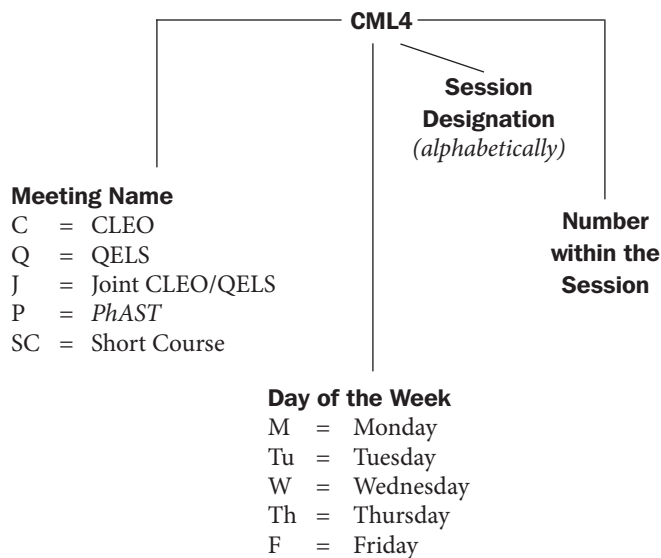 CML4
Session
Designation
(alphabetically)
Meeting Name
C = CLEO
Q = QELS
J = Joint CLEO/QELS
P = PhAST
SC = Short Course
Number
within the
Session
Day of the Week
M = Monday
Tu = Tuesday
W = Wednesday
Th = Thursday
F = Friday